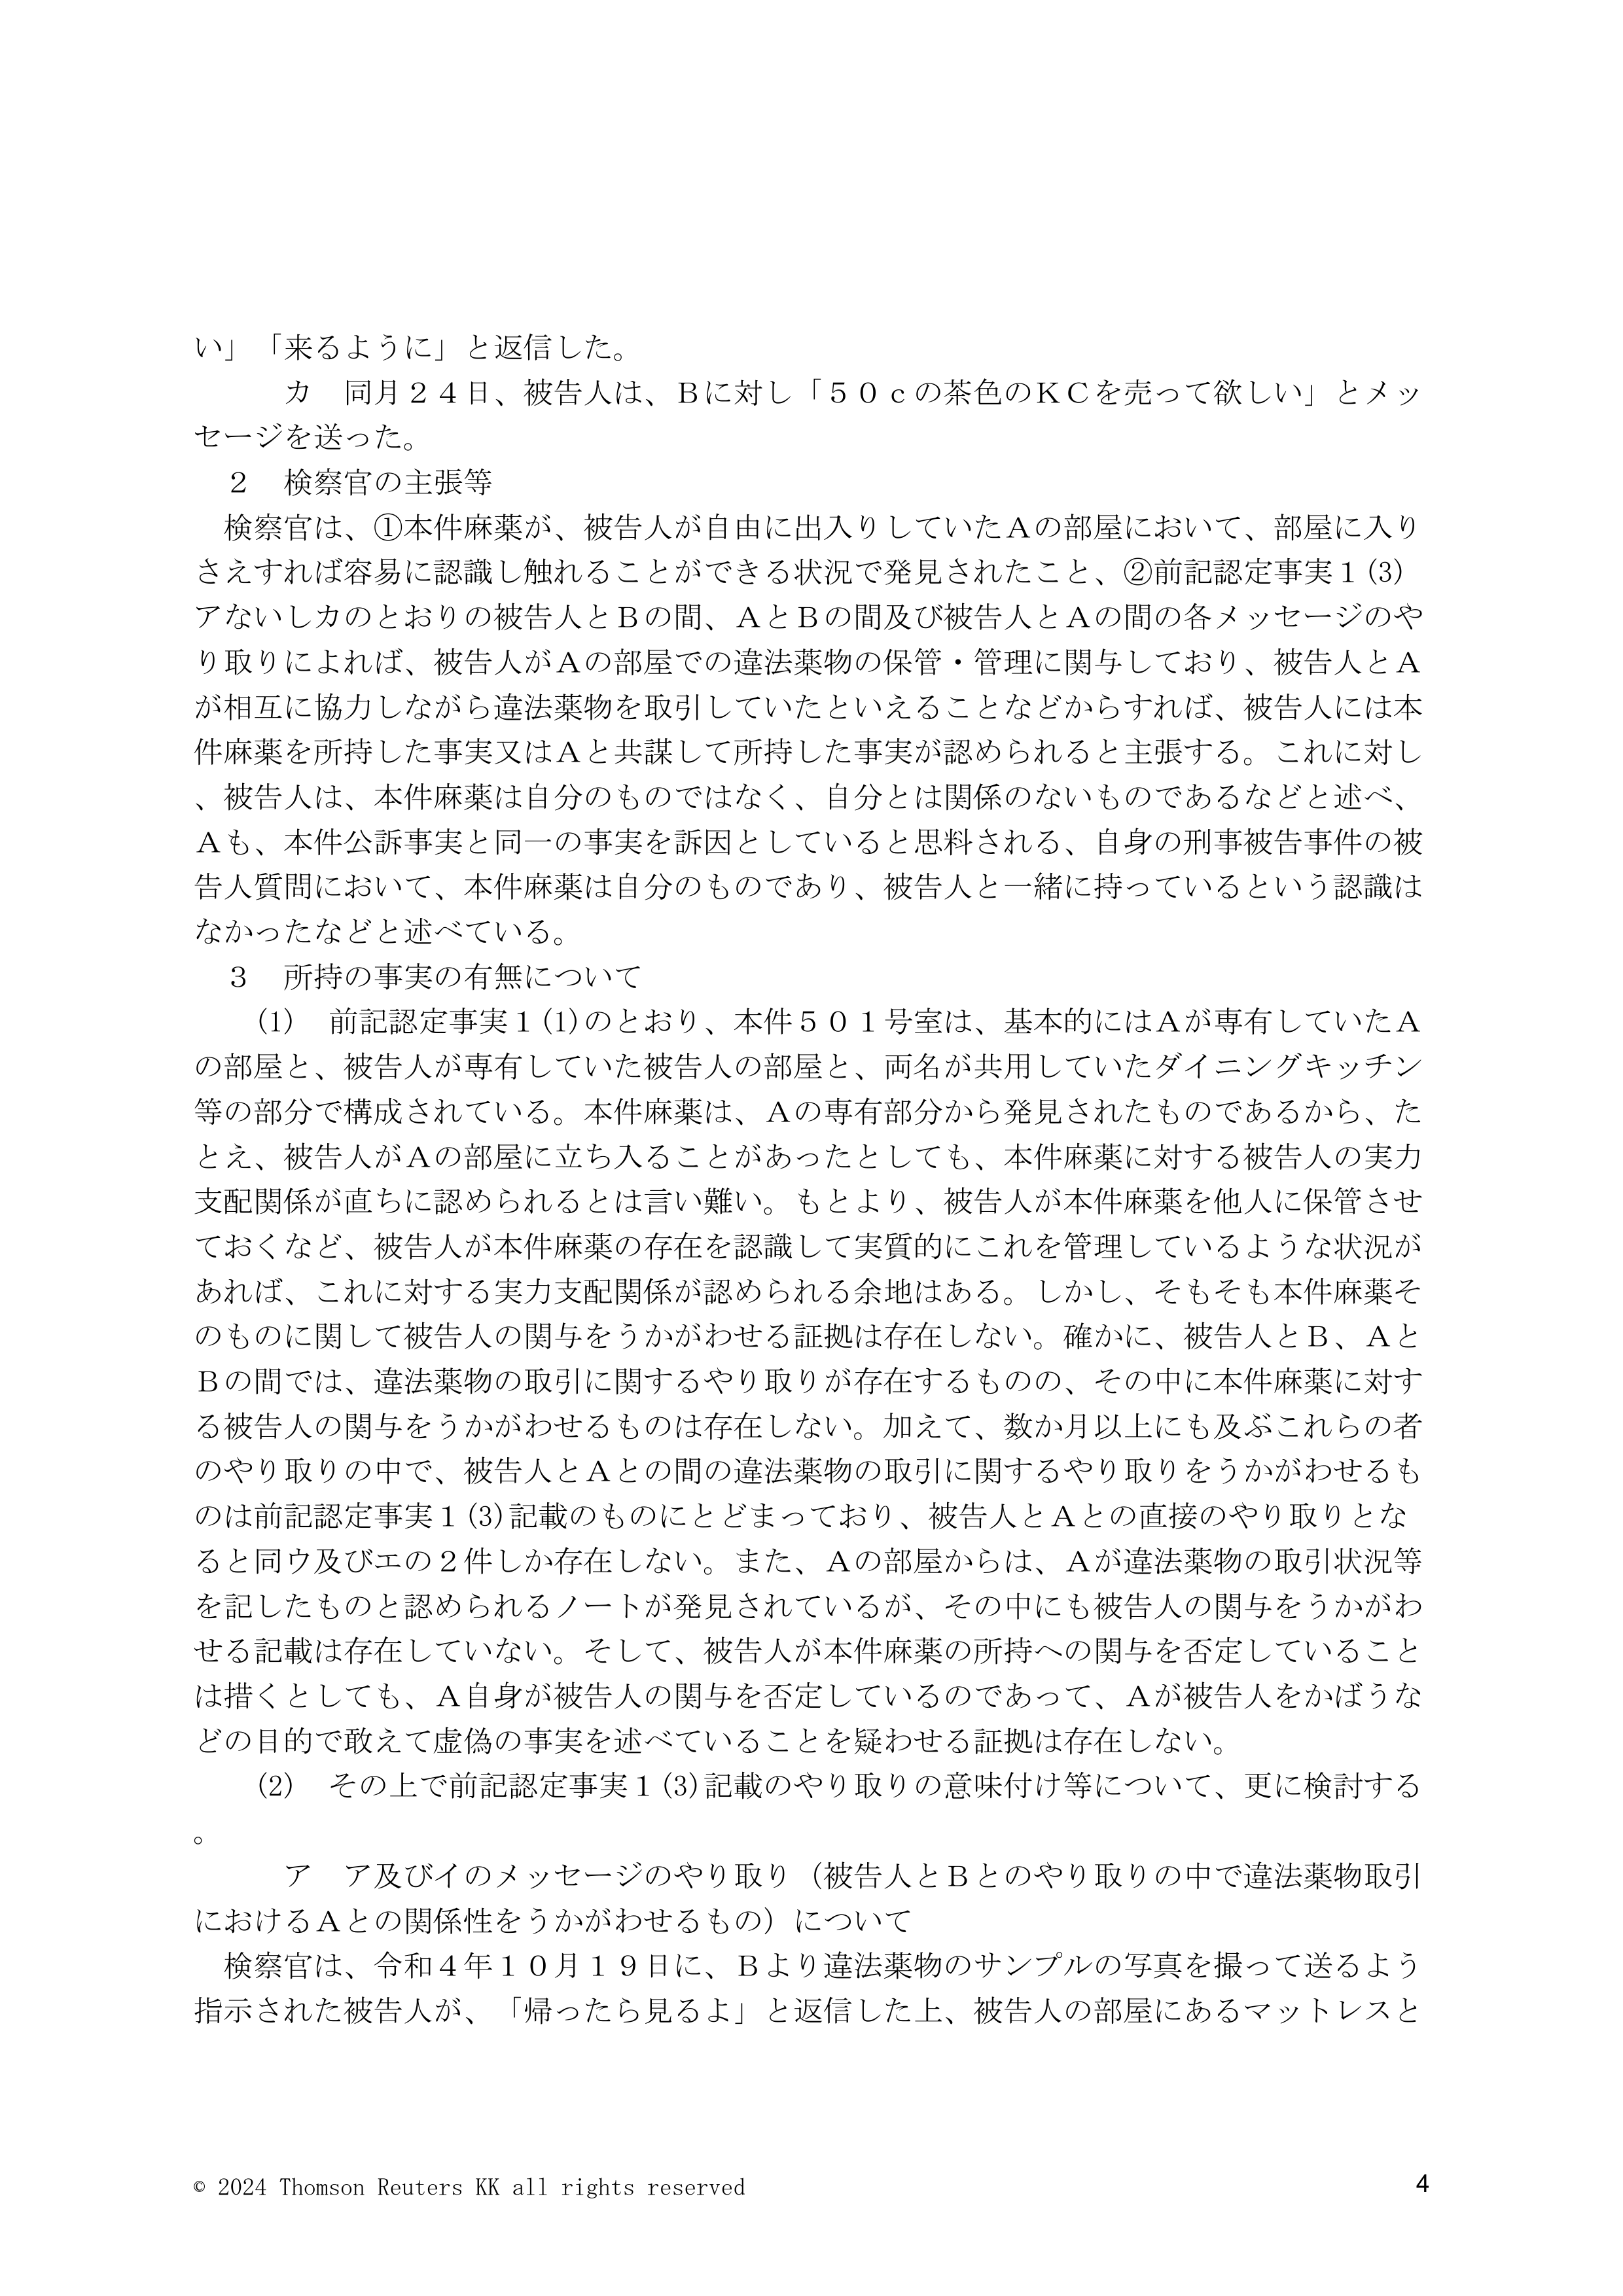 い」「来るように」と返信した。
カ　同月２４日、被告人は、Ｂに対し「５０ｃの茶色のＫＣを売って欲しい」とメッ
セージを送った。
２　検察官の主張等
検察官は、①本件麻薬が、被告人が自由に出入りしていたＡの部屋において、部屋に入り
さえすれば容易に認識し触れることができる状況で発見されたこと、②前記認定事実１(3)
アないしカのとおりの被告人とＢの間、ＡとＢの間及び被告人とＡの間の各メッセージのや
り取りによれば、被告人がＡの部屋での違法薬物の保管・管理に関与しており、被告人とＡ
が相互に協力しながら違法薬物を取引していたといえることなどからすれば、被告人には本
件麻薬を所持した事実又はＡと共謀して所持した事実が認められると主張する。これに対し
、被告人は、本件麻薬は自分のものではなく、自分とは関係のないものであるなどと述べ、
Ａも、本件公訴事実と同一の事実を訴因としていると思料される、自身の刑事被告事件の被
告人質問において、本件麻薬は自分のものであり、被告人と一緒に持っているという認識は
なかったなどと述べている。
３　所持の事実の有無について
(1)　前記認定事実１(1)のとおり、本件５０１号室は、基本的にはＡが専有していたＡ
の部屋と、被告人が専有していた被告人の部屋と、両名が共用していたダイニングキッチン
等の部分で構成されている。本件麻薬は、Ａの専有部分から発見されたものであるから、た
とえ、被告人がＡの部屋に立ち入ることがあったとしても、本件麻薬に対する被告人の実力
支配関係が直ちに認められるとは言い難い。もとより、被告人が本件麻薬を他人に保管させ
ておくなど、被告人が本件麻薬の存在を認識して実質的にこれを管理しているような状況が
あれば、これに対する実力支配関係が認められる余地はある。しかし、そもそも本件麻薬そ
のものに関して被告人の関与をうかがわせる証拠は存在しない。確かに、被告人とＢ、Ａと
Ｂの間では、違法薬物の取引に関するやり取りが存在するものの、その中に本件麻薬に対す
る被告人の関与をうかがわせるものは存在しない。加えて、数か月以上にも及ぶこれらの者
のやり取りの中で、被告人とＡとの間の違法薬物の取引に関するやり取りをうかがわせるも
のは前記認定事実１(3)記載のものにとどまっており、被告人とＡとの直接のやり取りとな
ると同ウ及びエの２件しか存在しない。また、Ａの部屋からは、Ａが違法薬物の取引状況等
を記したものと認められるノートが発見されているが、その中にも被告人の関与をうかがわ
せる記載は存在していない。そして、被告人が本件麻薬の所持への関与を否定していること
は措くとしても、Ａ自身が被告人の関与を否定しているのであって、Ａが被告人をかばうな
どの目的で敢えて虚偽の事実を述べていることを疑わせる証拠は存在しない。
(2)　その上で前記認定事実１(3)記載のやり取りの意味付け等について、更に検討する
。
ア　ア及びイのメッセージのやり取り（被告人とＢとのやり取りの中で違法薬物取引
におけるＡとの関係性をうかがわせるもの）について
検察官は、令和４年１０月１９日に、Ｂより違法薬物のサンプルの写真を撮って送るよう
指示された被告人が、「帰ったら見るよ」と返信した上、被告人の部屋にあるマットレスと
© 2024 Thomson Reuters KK all rights reserved
4